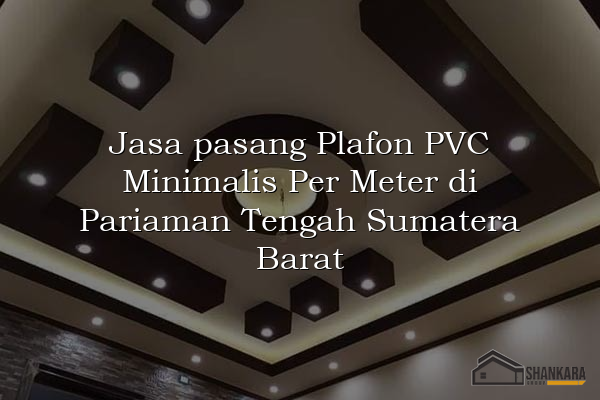 Jasa pasang Plafon PVC
Minimalis Per Meter di
Pariaman Tengah Sumatera
Barat
SHANKARA